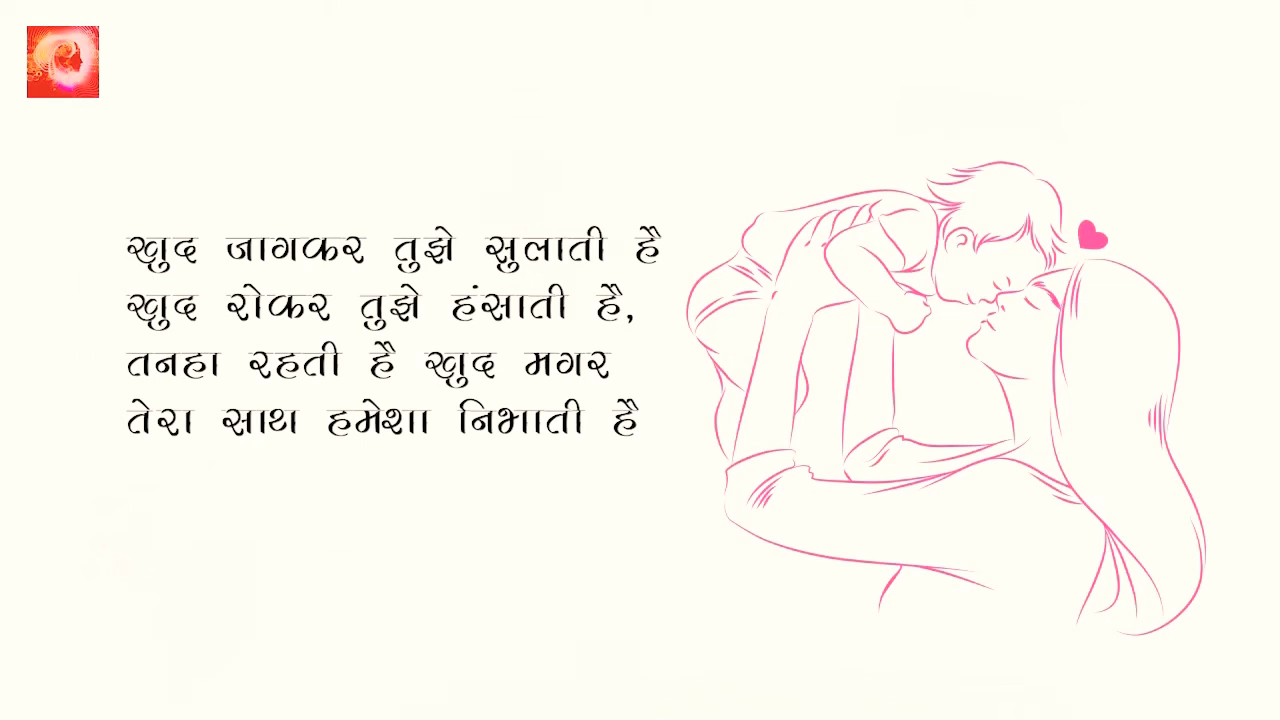 खुद जागकर तुझे सुलाती है
खुद रोकर तुझे हंसाती है,
तनहा रहती है खुद मगर
तेरा साथ हमेशा निभाती है